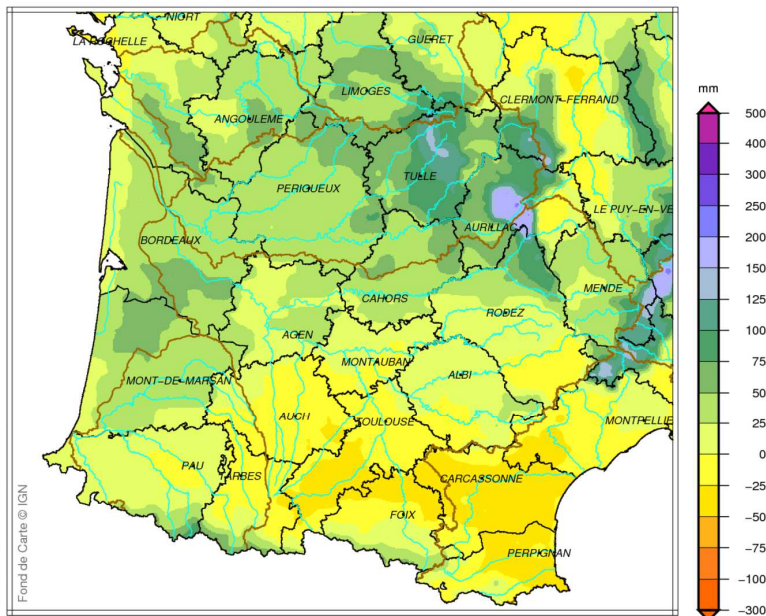 NIORT
LA ROCHELLE
GUERET
LIMOGES
CLERMONT-FERRAND
ANGOULEME
TULLE
PERIGUEUX
LE PUY-EN-VE
AURILLAC
BORDEAUX
MENDE
CAHORS
RODEZ
AGEN
MONTAUBAN
ALBI
MONT-DE-MARSAN
AUCH
TOULOUSE
MONTPELLIE
PAU
TARBES
CARCASSONNE
FOIX
PERPIGNAN
Fond de Carte © IGN
mm
500
400
300
250
200
150
125
100
75
50
25
0
-25
-50
-75
-100
-300